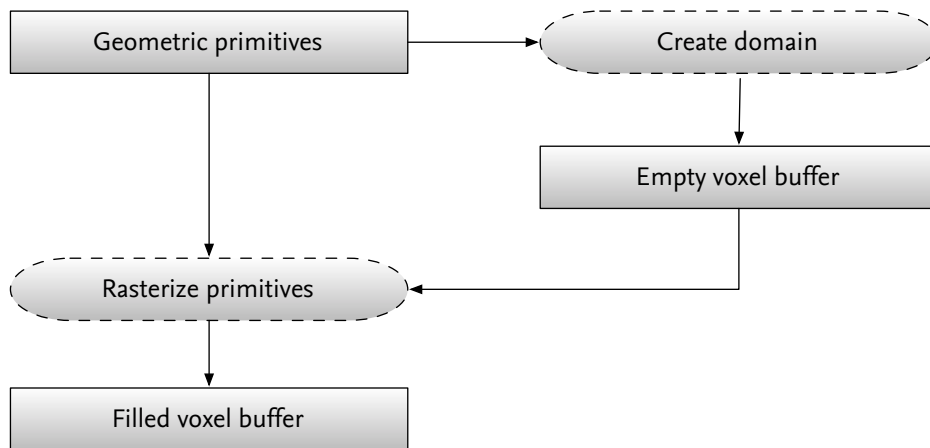 Geometric primitives
Create domain
Empty voxel buffer
Rasterize primitives
Filled voxel buffer